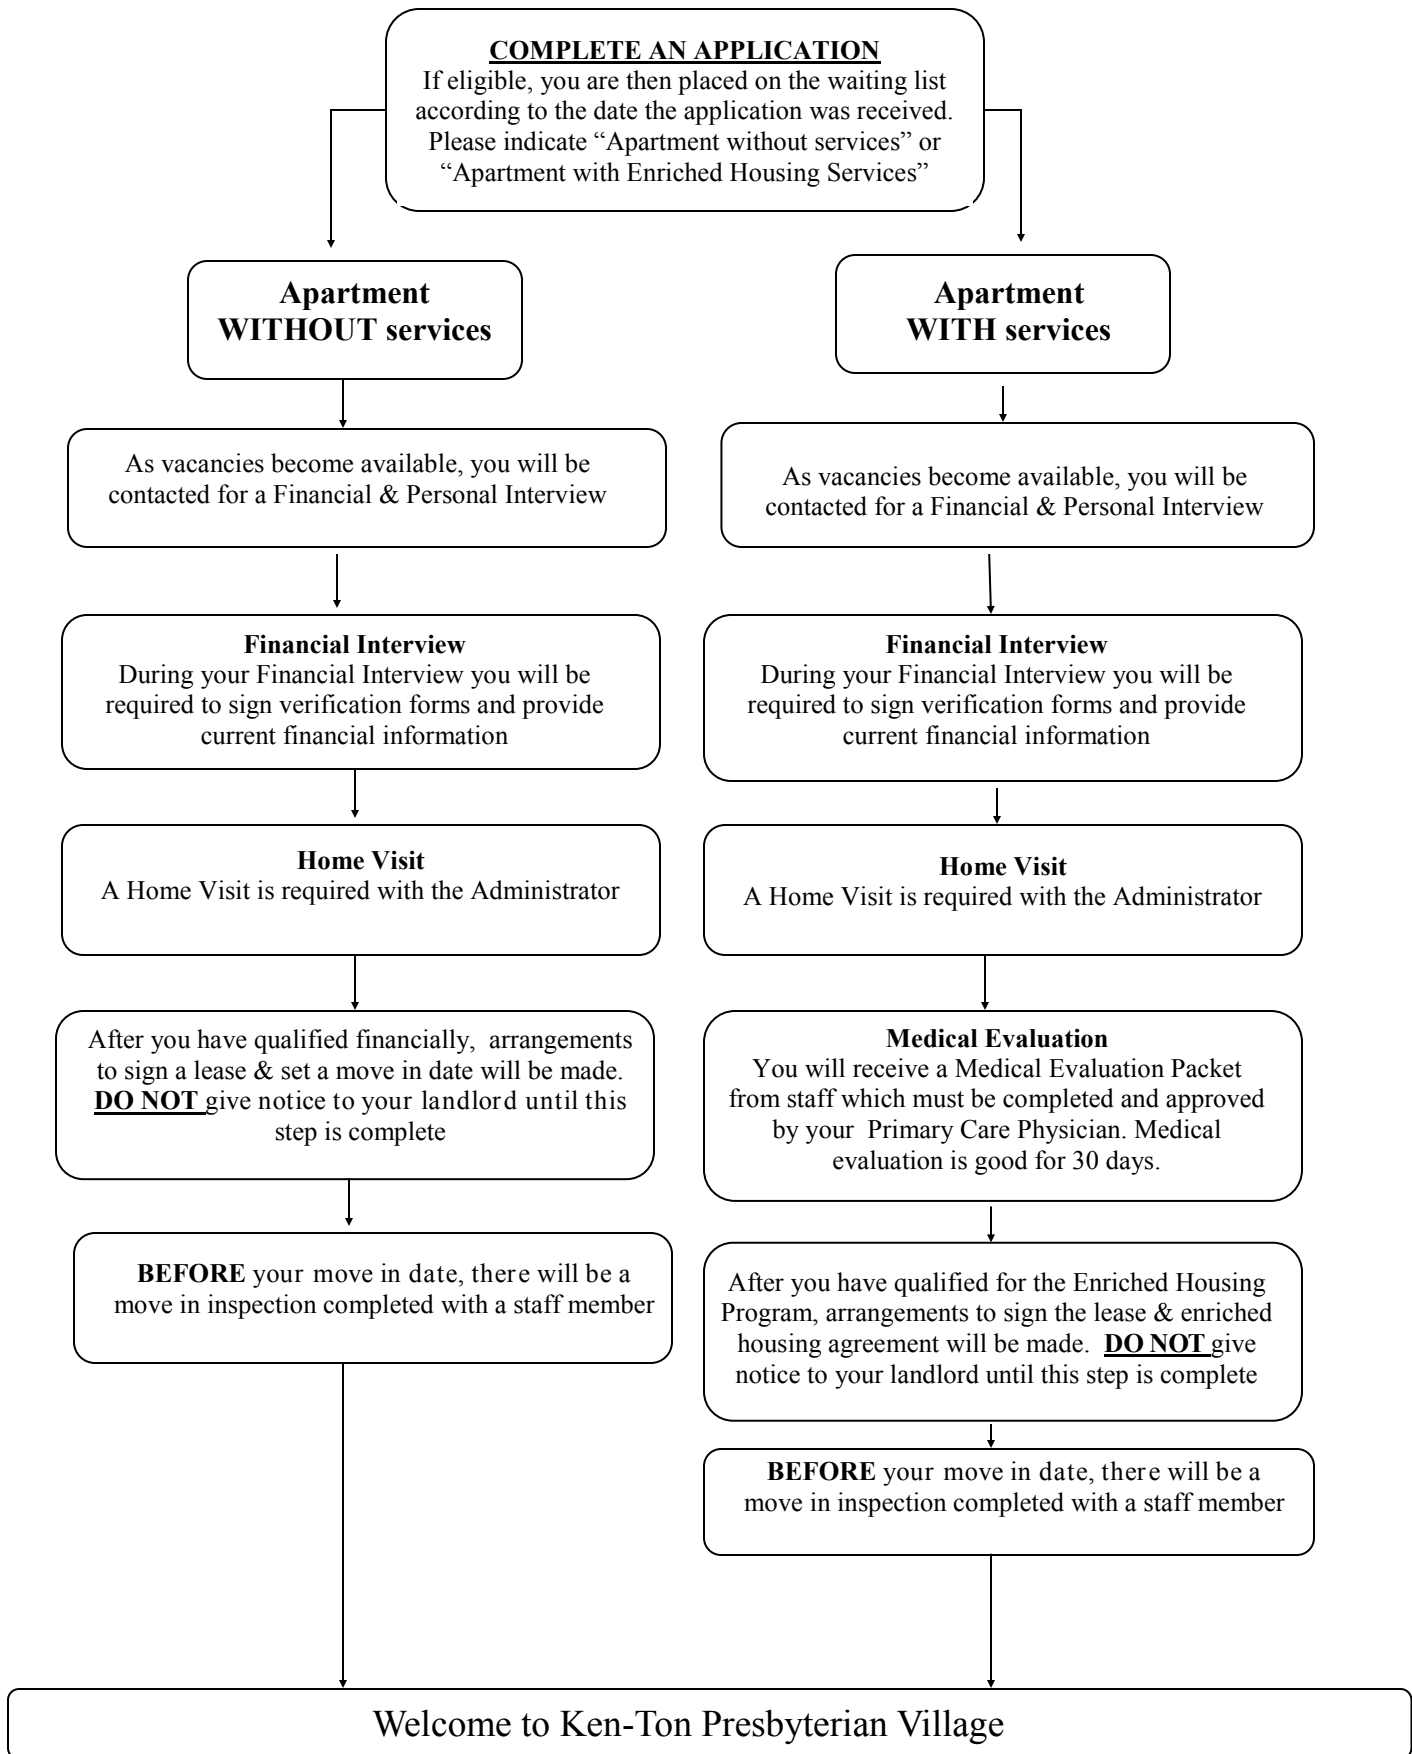 COMPLETE AN APPLICATION
If eligible, you are then placed on the waiting list
according to the date the application was received.
Please indicate “Apartment without services” or
“Apartment with Enriched Housing Services”
Apartment
WITHOUT services
Apartment
WITH services
As vacancies become available, you will be
contacted for a Financial & Personal Interview
As vacancies become available, you will be
contacted for a Financial & Personal Interview
Financial Interview
During your Financial Interview you will be
required to sign verification forms and provide
current financial information
Financial Interview
During your Financial Interview you will be
required to sign verification forms and provide
current financial information
Home Visit
A Home Visit is required with the Administrator
Home Visit
A Home Visit is required with the Administrator
After you have qualified financially, arrangements
to sign a lease & set a move in date will be made.
DO NOT give notice to your landlord until this
step is complete
Medical Evaluation
You will receive a Medical Evaluation Packet
from staff which must be completed and approved
by your Primary Care Physician. Medical
evaluation is good for 30 days.
BEFORE your move in date, there will be a
move in inspection completed with a staff member
After you have qualified for the Enriched Housing
Program, arrangements to sign the lease & enriched
housing agreement will be made. DO NOT give
notice to your landlord until this step is complete
BEFORE your move in date, there will be a
move in inspection completed with a staff member
Welcome to Ken-Ton Presbyterian Village